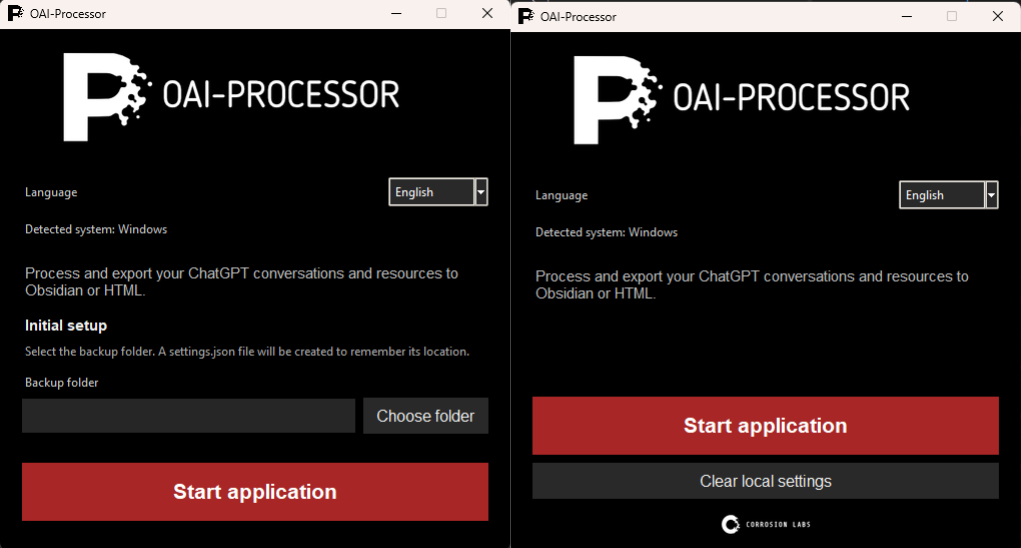 OAI-Processor
OAI-PROCESSOR
Language
English
Detected system: Windows
Process and export your ChatGPT conversations and resources to
Obsidian or HTML.
Initial setup
Select the backup folder. A settings.json file will be created to remember its location.
Backup folder
Choose folder
Start application
OAI-Processor
OAI-PROCESSOR
Language
English
Detected system: Windows
Process and export your ChatGPT conversations and resources to
Obsidian or HTML.
Start application
Clear local settings
CORROSION LABS